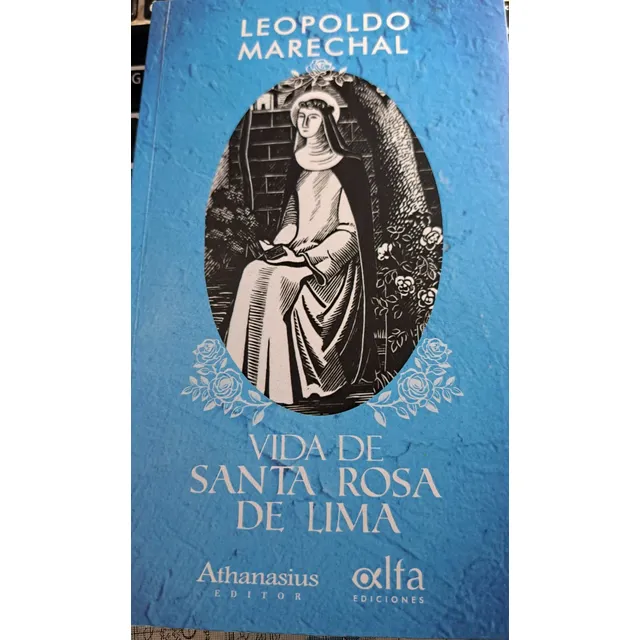 LEOPOLDO
MARECHAL
VIDA DE
SANTA ROSA
DE LIMA
Athanasius
EDITOR
alfa
EDICIONES